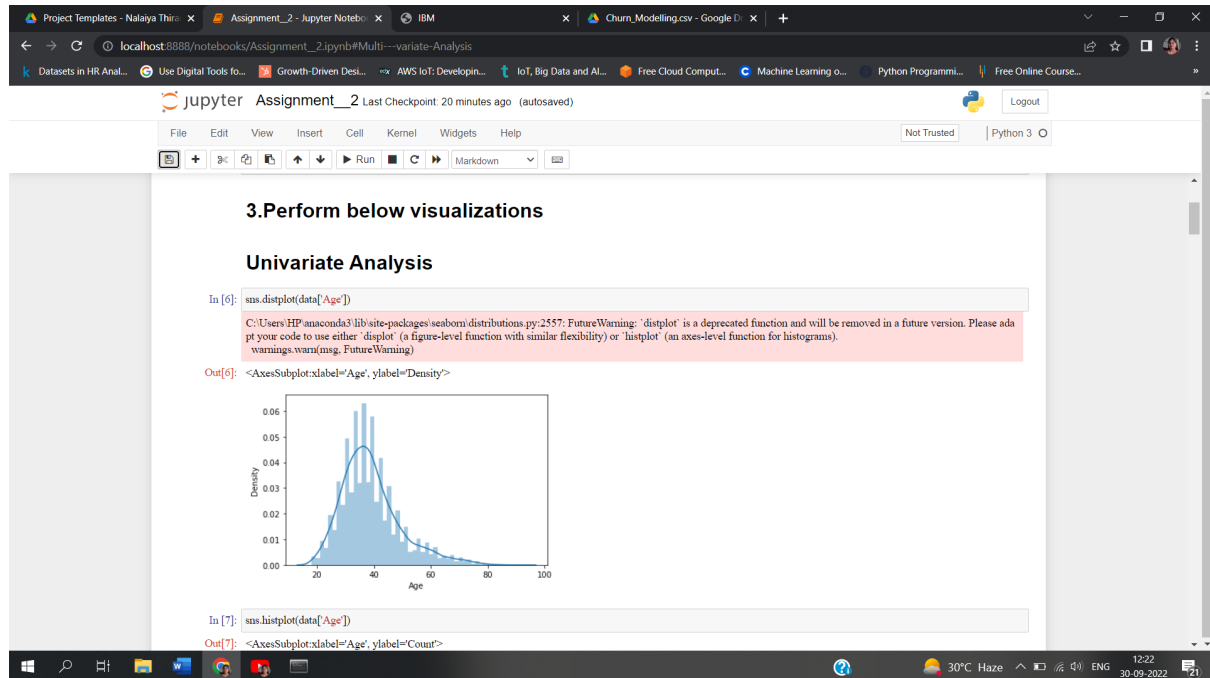 Project Templates - Nalaiya Thira
Assignment__2 - Jupyter Noteboo
IBM
Churn_Modelling.csv - Google Dr
localhost:8888/notebooks/Assignment__2.ipynb#Multi---variate-Analysis
Datasets in HR Anal...
Use Digital Tools fo...
Growth-Driven Desi...
AWS IoT: Developin...
IoT, Big Data and AI...
Free Cloud Comput...
Machine Learning o...
Python Programmi...
Free Online Course...
»
jupyter Assignment__2 Last Checkpoint: 20 minutes ago (autosaved)
Logout
File Edit View Insert Cell Kernel Widgets Help
Not Trusted
Python 3
Run
Markdown
3.Perform below visualizations
Univariate Analysis
In [6]: sns.distplot(data['Age'])
C:\Users\HP\anaconda3\lib\site-packages\seaborn\distributions.py:2557: FutureWarning: `distplot` is a deprecated function and will be removed in a future version. Please ada
pt your code to use either `displot` (a figure-level function with similar flexibility) or `histplot` (an axes-level function for histograms).
warnings.warn(msg, FutureWarning)
Out[6]: <AxesSubplot:xlabel='Age', ylabel='Density'>
0.06
0.05
0.04
0.03
0.02
0.01
0.00
Density
20 40 60 80 100
Age
In [7]: sns.histplot(data['Age'])
Out[7]: <AxesSubplot:xlabel='Age', ylabel='Count'>
30°C Haze
ENG
12:22
30-09-2022
21